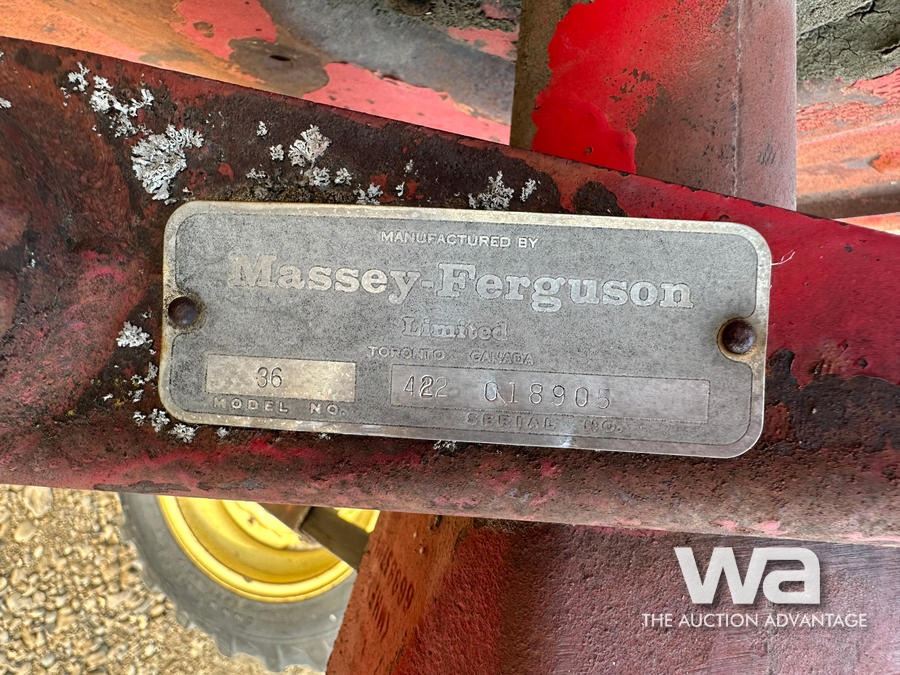 MANUFACTURED BY
Massey-Ferguson
Limited
TORONTO CANADA
36
MODEL NO.
422 018905
SERIAL NO.
wa
THE AUCTION ADVANTAGE